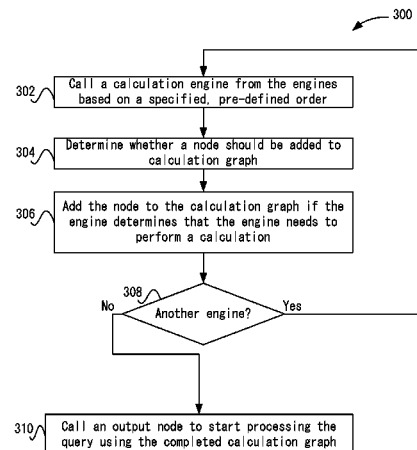 300
302
Call a calculation engine from the engines
based on a specified, pre-defined order
304
Determine whether a node should be added to
calculation graph
306
Add the node to the calculation graph if the
engine determines that the engine needs to
perform a calculation
308
No
Another engine?
Yes
310
Call an output node to start processing the
query using the completed calculation graph